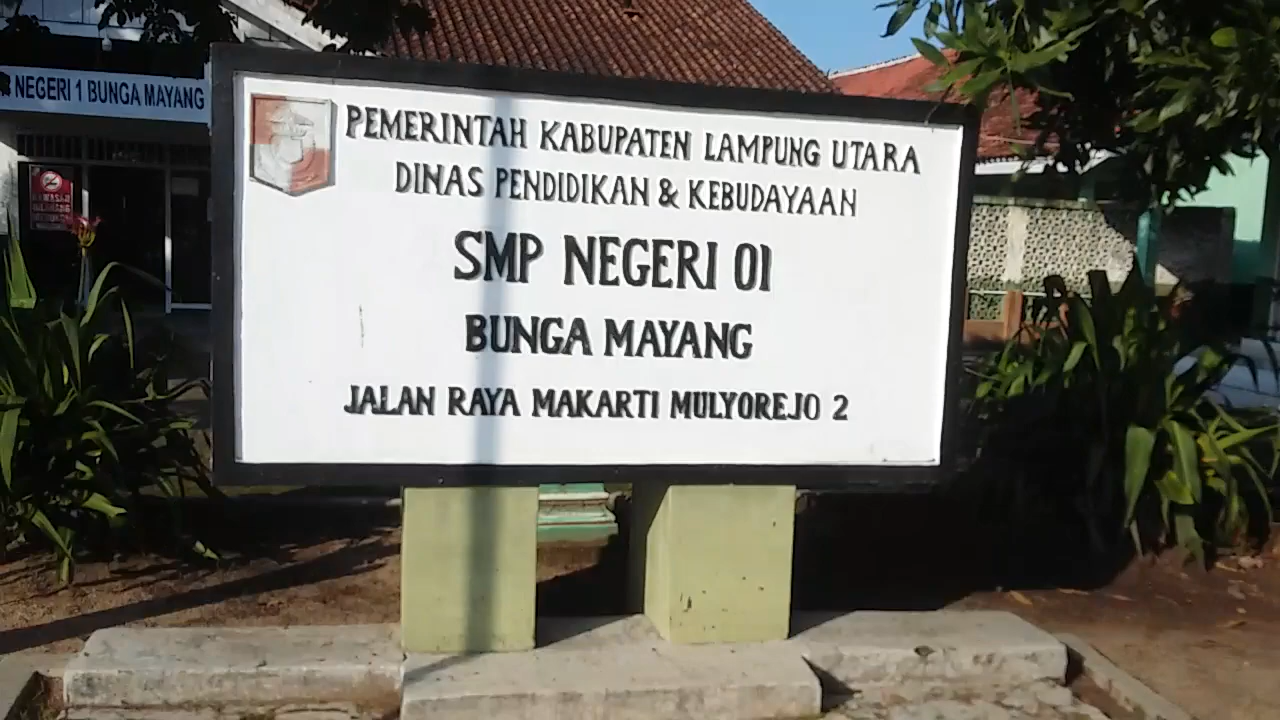 NEGERI 1 BUNGA MAYANG
PEMERINTAH KABUPATEN LAMPUNG UTARA
DINAS PENDIDIKAN & KEBUDAYAAN
SMP NEGERI 01
BUNGA MAYANG
JALAN RAYA MAKARTI MULYOREJO 2